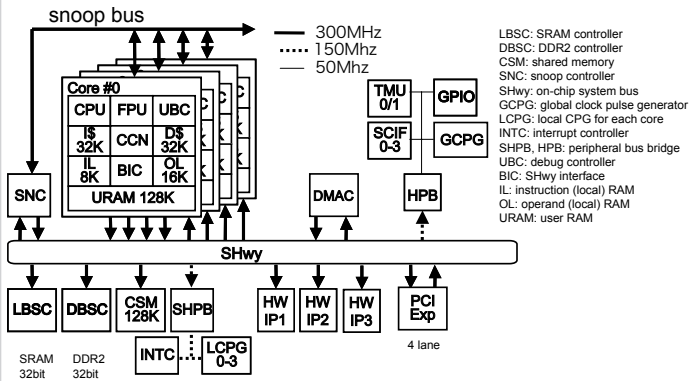 snoop bus
300MHz
150Mhz
50Mhz
LBSC: SRAM controller
DBSC: DDR2 controller
CSM: shared memory
SNC: snoop controller
SHwy: on-chip system bus
GCPG: global clock pulse generator
LCPG: local CPG for each core
INTC: interrupt controller
SHPB, HPB: peripheral bus bridge
UBC: debug controller
BIC: SHwy interface
IL: instruction (local) RAM
OL: operand (local) RAM
URAM: user RAM
Core #0
CPU FPU UBC
I$ 32K
CCN
D$ 32K
IL 8K
BIC
OL 16K
URAM 128K
C
K
K
C
K
K
SNC
DMAC
TMU 0/1
GPIO
SCIF 0-3
GCPG
HPB
SHwy
LBSC
DBSC
CSM 128K
SHPB
HW IP1
HW IP2
HW IP3
PCI Exp
4 lane
INTC
LCPG 0-3
SRAM 32bit
DDR2 32bit